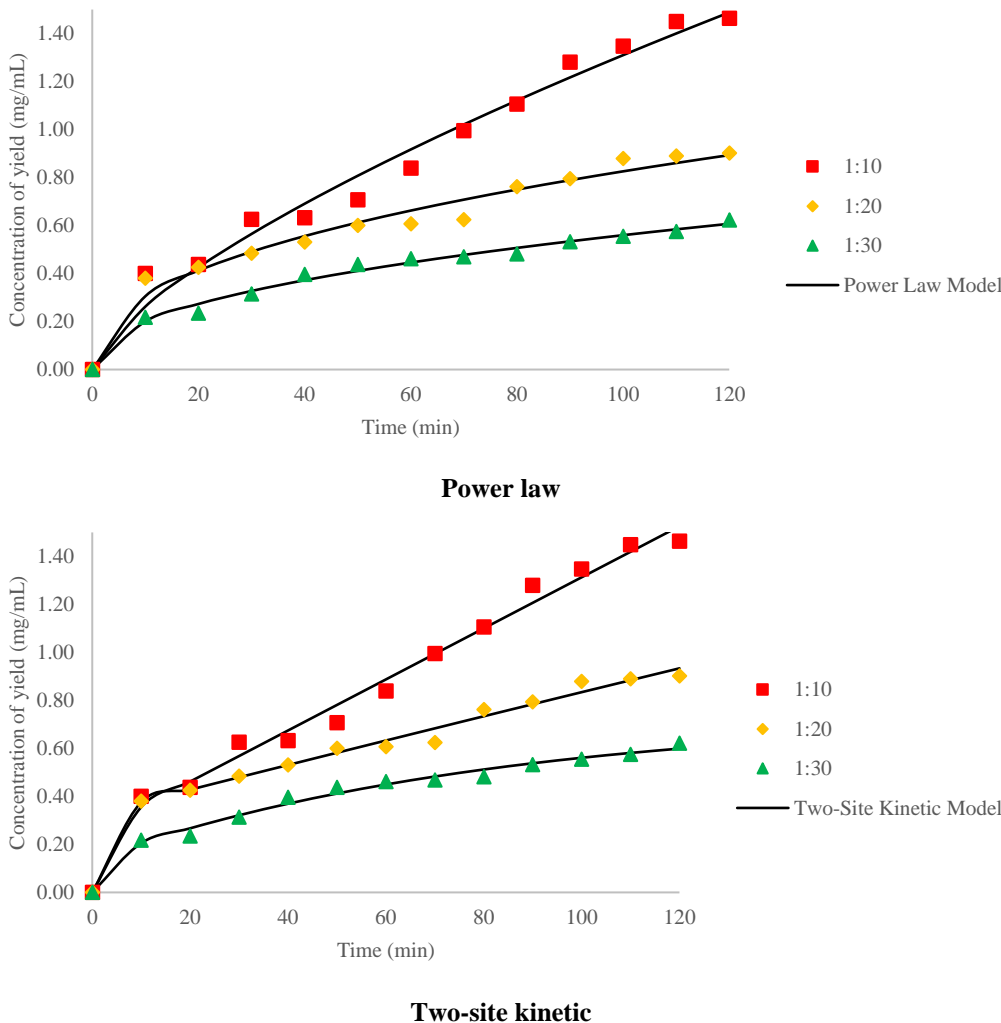 Concentration of yield (mg/mL)
1.40
1.20
1.00
0.80
0.60
0.40
0.20
0.00
0 20 40 60 80 100 120
Time (min)
1:10
1:20
1:30
Power Law Model
Power law
Concentration of yield (mg/mL)
1.40
1.20
1.00
0.80
0.60
0.40
0.20
0.00
0 20 40 60 80 100 120
Time (min)
1:10
1:20
1:30
Two-Site Kinetic Model
Two-site kinetic